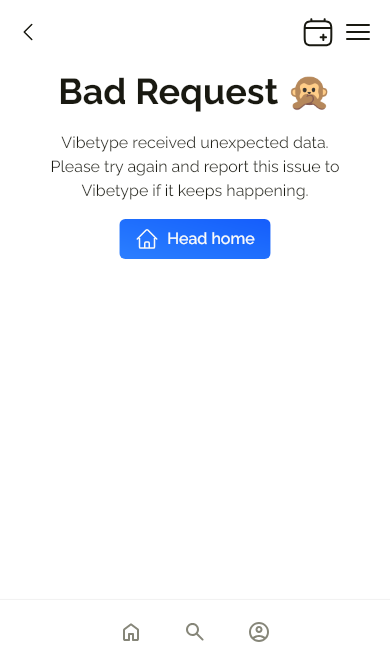 Bad Request 🙊
Vibetype received unexpected data.
Please try again and report this issue to
Vibetype if it keeps happening.
Head home